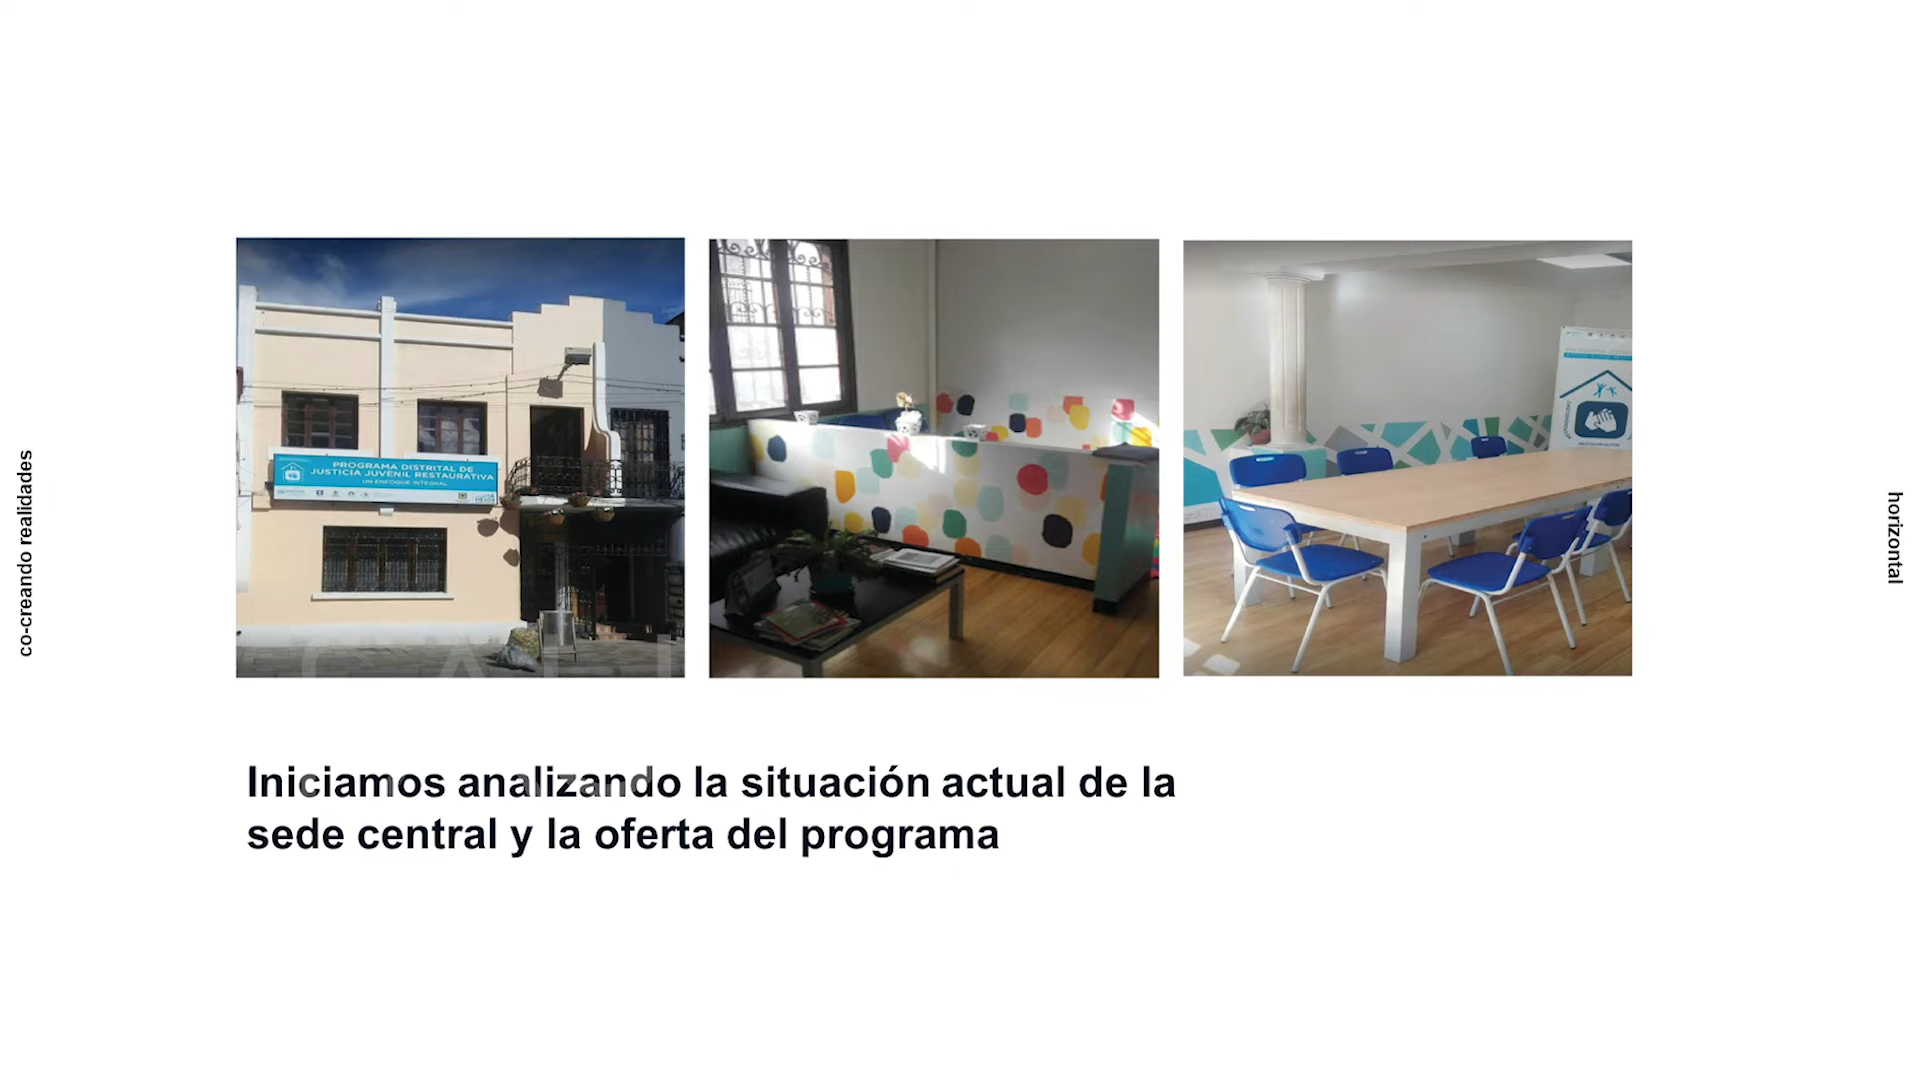 co-creando realidades
PROGRAMA DISTRITAL DE
JUSTICIA JUVENIL RESTAURATIVA
UN ENFOQUE INTEGRAL
Iniciamos analizando la situación actual de la
sede central y la oferta del programa
horizontal